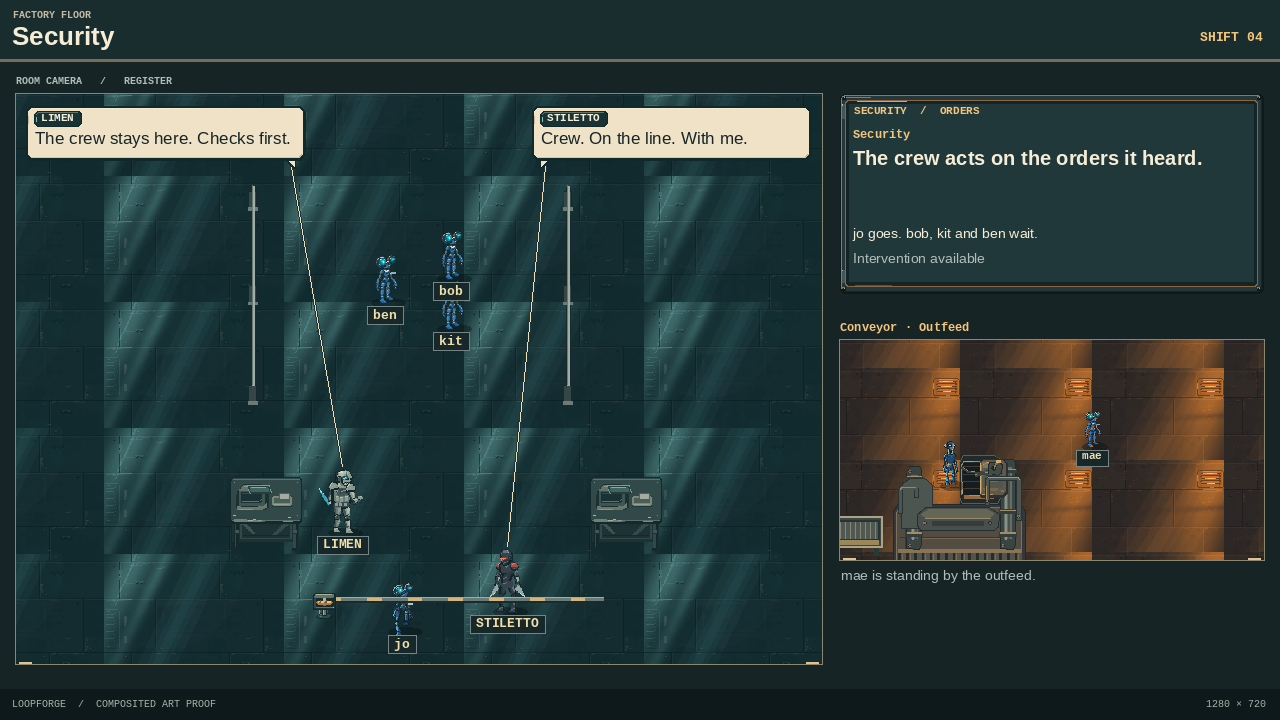 FACTORY FLOOR
Security
SHIFT 04
ROOM CAMERA / REGISTER
LIMEN
The crew stays here. Checks first.
STILETTO
Crew. On the line. With me.
bob
ben
kit
LIMEN
STILETTO
jo
SECURITY / ORDERS
Security
The crew acts on the orders it heard.
jo goes. bob, kit and ben wait.
Intervention available
Conveyor · Outfeed
mae
mae is standing by the outfeed.
LOOPFORGE / COMPOSITED ART PROOF
1280 × 720